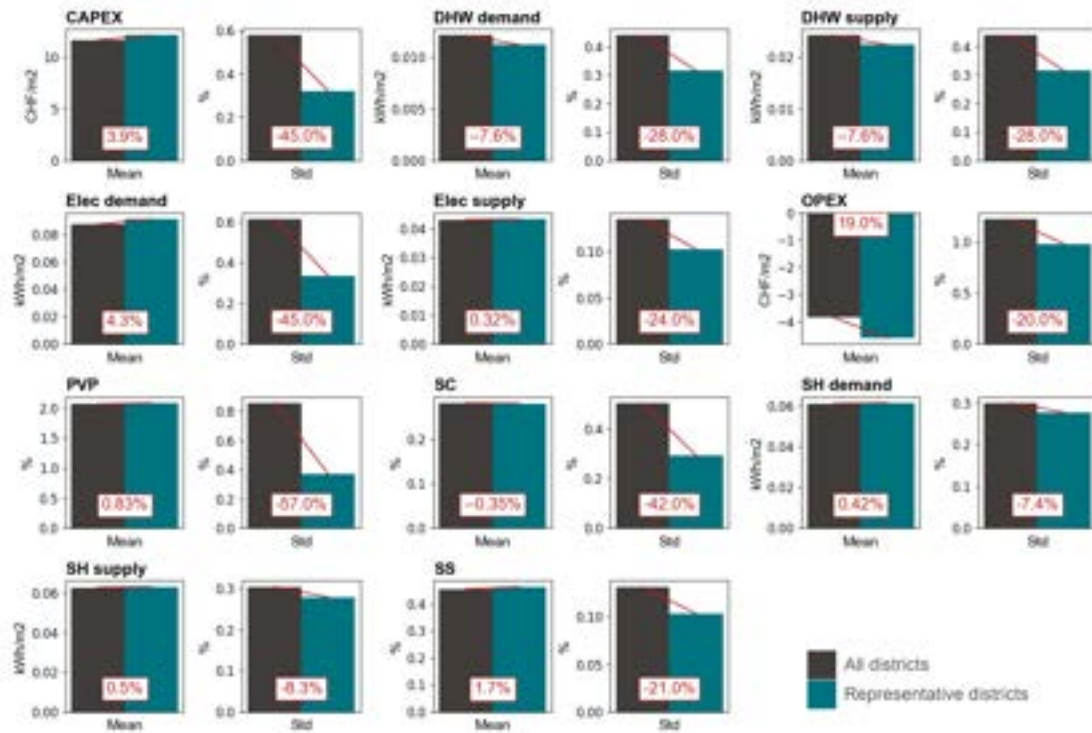 CAPEX
DHW demand
DHW supply
CHF/m2
10
5
0
3.9%
Mean
%
0.6
0.4
0.2
0.0
-45.0%
Std
kWh/m2
0.010
0.005
0.000
−7.6%
Mean
%
0.4
0.3
0.2
0.1
0.0
-28.0%
Std
kWh/m2
0.02
0.01
0.00
−7.6%
Mean
%
0.4
0.3
0.2
0.1
0.0
-28.0%
Std
Elec demand
Elec supply
OPEX
kWh/m2
0.08
0.06
0.04
0.02
0.00
4.3%
Mean
%
0.6
0.4
0.2
0.0
-45.0%
Std
kWh/m2
0.04
0.03
0.02
0.01
0.00
0.32%
Mean
%
0.10
0.05
0.00
-24.0%
Std
CHF/m2
0
−1
−2
−3
−4
19.0%
Mean
%
1.0
0.5
0.0
-20.0%
Std
PVP
SC
SH demand
%
2.0
1.5
1.0
0.5
0.0
0.83%
Mean
%
0.8
0.6
0.4
0.2
0.0
-57.0%
Std
%
0.2
0.1
0.0
−0.35%
Mean
%
0.4
0.2
0.0
-42.0%
Std
kWh/m2
0.06
0.04
0.02
0.00
0.42%
Mean
%
0.3
0.2
0.1
0.0
-7.4%
Std
SH supply
SS
kWh/m2
0.06
0.04
0.02
0.00
0.5%
Mean
%
0.3
0.2
0.1
0.0
Std
%
0.4
0.3
0.2
0.1
0.0
1.7%
Mean
%
0.10
0.05
0.00
-21.0%
Std
All districts
Representative districts